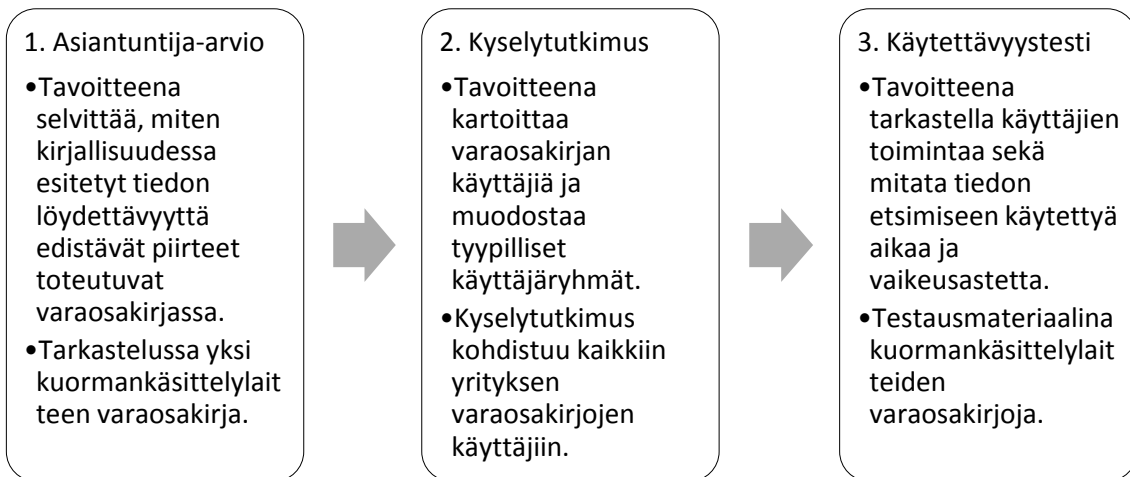 1. Asiantuntija-arvio
•Tavoitteena
selvittää, miten
kirjallisuudessa
esitetyt tiedon
löydettävyyttä
edistävät piirteet
toteutuvat
varaosakirjassa.
•Tarkastelussa yksi
kuormankäsittelylait
teen varaosakirja.
2. Kyselytutkimus
•Tavoitteena
kartoittaa
varaosakirjan
käyttäjiä ja
muodostaa
tyypilliset
käyttäjäryhmät.
•Kyselytutkimus
kohdistuu kaikkiin
yrityksen
varaosakirjojen
käyttäjiin.
3. Käytettävyystesti
•Tavoitteena
tarkastella käyttäjien
toimintaa sekä
mitata tiedon
etsimiseen käytettyä
aikaa ja
vaikeusastetta.
•Testausmateriaalina
kuormankäsittelylait
teiden
varaosakirjoja.